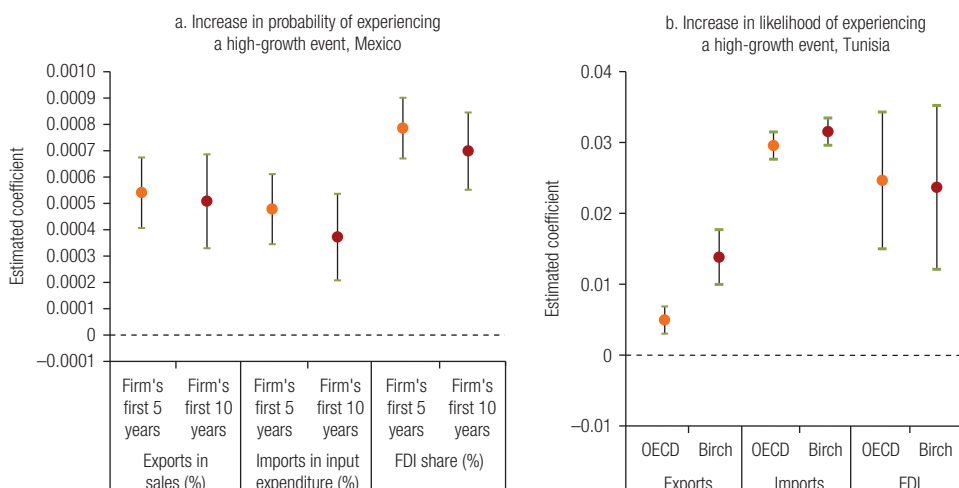 a. Increase in probability of experiencing
a high-growth event, Mexico
Estimated coefficient
0.0010
0.0009
0.0008
0.0007
0.0006
0.0005
0.0004
0.0003
0.0002
0.0001
0
–0.0001
Firm's first 5 years
Firm's first 10 years
Firm's first 5 years
Firm's first 10 years
Firm's first 5 years
Firm's first 10 years
Exports in
sales (%)
Imports in input
expenditure (%)
FDI share (%)
b. Increase in likelihood of experiencing
a high-growth event, Tunisia
Estimated coefficient
0.04
0.03
0.02
0.01
0
–0.01
OECD Birch OECD Birch OECD Birch
Exports Imports FDI